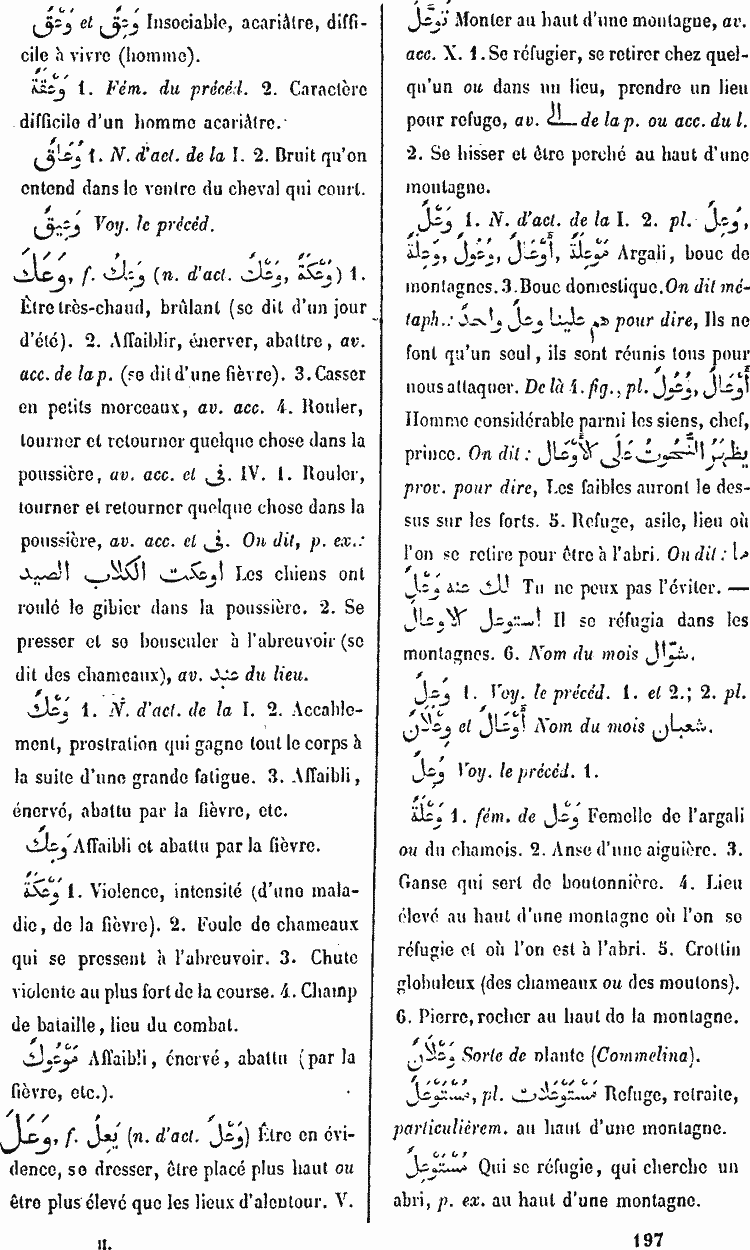 وَعْقٌ et وَعِقٌ Insociable, acariâtre, diffi-
cile à vivre (homme).
وَعْقَةٌ 1. Fém. du précéd. 2. Caractère
difficile d'un homme acariâtre.
وُعَاقٌ 1. N. d'act. de la I. 2. Bruit qu'on
entend dans le ventre du cheval qui court.
وَعِيقٌ Voy. le précéd.
وَعَكَ, f. يَعِكُ (n. d'act. وَعْكٌ, وَعْكَةٌ) 1.
Être très-chaud, brûlant (se dit d'un jour
d'été). 2. Affaiblir, énerver, abattre, av.
acc. de la p. (se dit d'une fièvre). 3. Casser
en petits morceaux, av. acc. 4. Rouler,
tourner et retourner quelque chose dans la
poussière, av. acc. et فى. IV. 1. Rouler,
tourner et retourner quelque chose dans la
poussière, av. acc. et فى. On dit, p. ex.:
اوعكت الكلاب الصيد Les chiens ont
roulé le gibier dans la poussière. 2. Se
presser et se bousculer à l'abreuvoir (se
dit des chameaux), av. عند du lieu.
وَعْكٌ 1. N. d'act. de la I. 2. Accable-
ment, prostration qui gagne tout le corps à
la suite d'une grande fatigue. 3. Affaibli,
énervé, abattu par la fièvre, etc.
وَعِكٌ Affaibli et abattu par la fièvre.
وَعْكَةٌ 1. Violence, intensité (d'une mala-
die, de la fièvre). 2. Foule de chameaux
qui se pressent à l'abreuvoir. 3. Chute
violente au plus fort de la course. 4. Champ
de bataille, lieu du combat.
مَوْعُوكٌ Affaibli, énervé, abattu (par la
fièvre, etc.).
وَعَلَ, f. يَعِلُ (n. d'act. وَعْلٌ) Être en évi-
dence, se dresser, être placé plus haut ou
être plus élevé que les lieux d'alentour. V.
II.
تَوَعَّلَ Monter au haut d'une montagne, av.
acc. X. 1. Se réfugier, se retirer chez quel-
qu'un ou dans un lieu, prendre un lieu
pour refuge, av. الى de la p. ou acc. du l.
2. Se hisser et être perché au haut d'une
montagne.
وَعْلٌ 1. N. d'act. de la I. 2. pl. وُعِلٌ,
وَعِلَةٌ, وُعُولٌ, أَوْعَالٌ, مَوْعِلَةٌ Argali, bouc de
montagnes. 3. Bouc domestique. On dit mé-
taph.: هم علينا وعلٌ واحدٌ pour dire, Ils ne
font qu'un seul, ils sont réunis tous pour
nous attaquer. De là 4. fig., pl. وُعُولٌ, أَوْعَالٌ
Homme considérable parmi les siens, chef,
prince. On dit : يظهَرُ التُّحُوتُ عَلَى الأَوْعَالِ
prov. pour dire, Les faibles auront le des-
sus sur les forts. 5. Refuge, asile, lieu où
l'on se retire pour être à l'abri. On dit : ما
لك عنه وَعْلٌ Tu ne peux pas l'éviter. —
استوعل الاوعال Il se réfugia dans les
montagnes. 6. Nom du mois شوّال.
وَعِلٌ 1. Voy. le précéd. 1. et 2.; 2. pl.
أَوْعَالٌ et وِعْلَانٌ Nom du mois شعبان.
وُعِلٌ Voy. le précéd. 1.
وَعْلَةٌ 1. fém. de وَعْلٌ Femelle de l'argali
ou du chamois. 2. Anse d'une aiguière. 3.
Ganse qui sert de boutonnière. 4. Lieu
élevé au haut d'une montagne où l'on se
réfugie et où l'on est à l'abri. 5. Crottin
globuleux (des chameaux ou des moutons).
6. Pierre, rocher au haut de la montagne.
وَعْلَانٌ Sorte de plante (Commelina).
مُسْتَوْعَلٌ, pl. مُسْتَوْعَلَاتٌ Refuge, retraite,
particulièrem. au haut d'une montagne.
مُسْتَوْعِلٌ Qui se réfugie, qui cherche un
abri, p. ex. au haut d'une montagne.
197